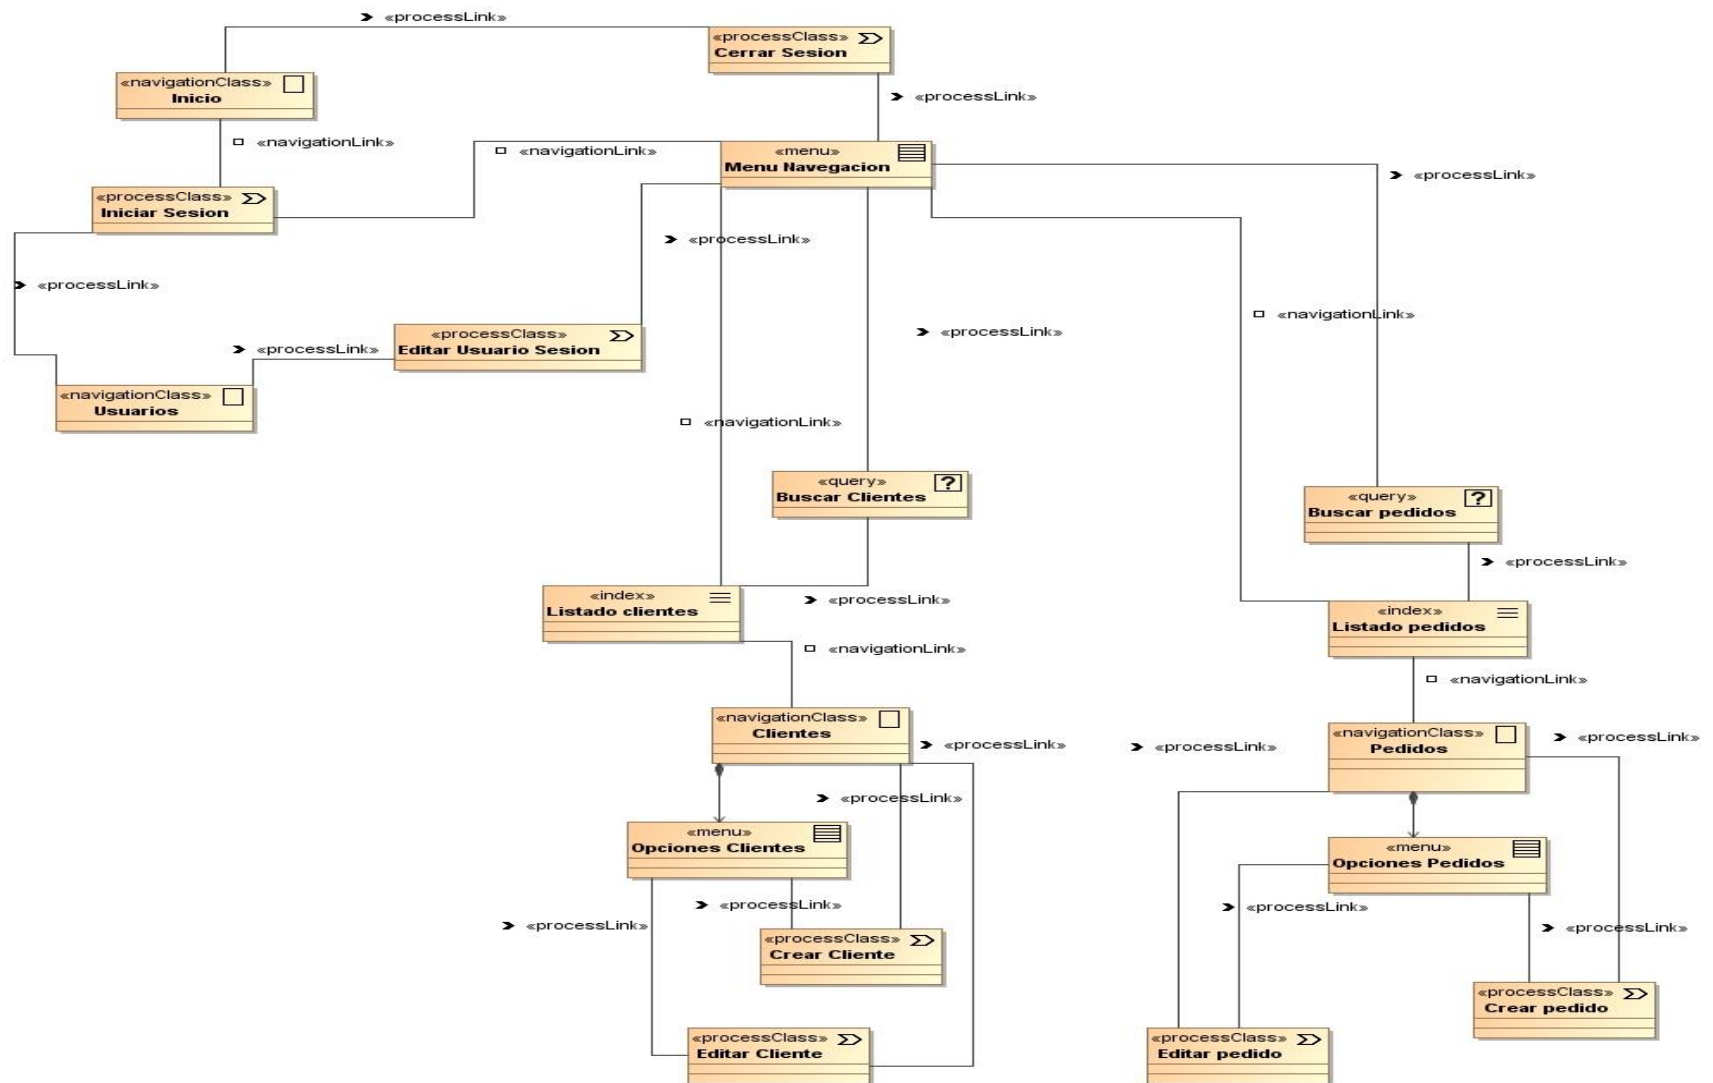 «processLink»
«processClass»
Cerrar Sesion
«navigationClass»
Inicio
«processLink»
«navigationLink»
«navigationLink»
«menu»
Menu Navegacion
«processLink»
«processClass»
Iniciar Sesion
«processLink»
«processLink»
«navigationLink»
«processLink»
«processClass»
Editar Usuario Sesion
«processLink»
«processLink»
«navigationClass»
Usuarios
«navigationLink»
«query»
Buscar Clientes
?
«query»
Buscar pedidos
?
«processLink»
«index»
Listado clientes
«processLink»
«index»
Listado pedidos
«navigationLink»
«navigationLink»
«navigationClass»
Clientes
«processLink»
«processLink»
«navigationClass»
Pedidos
«processLink»
«processLink»
«menu»
Opciones Clientes
«menu»
Opciones Pedidos
«processLink»
«processLink»
«processLink»
«processLink»
«processClass»
Crear Cliente
«processClass»
Crear pedido
«processClass»
Editar Cliente
«processClass»
Editar pedido